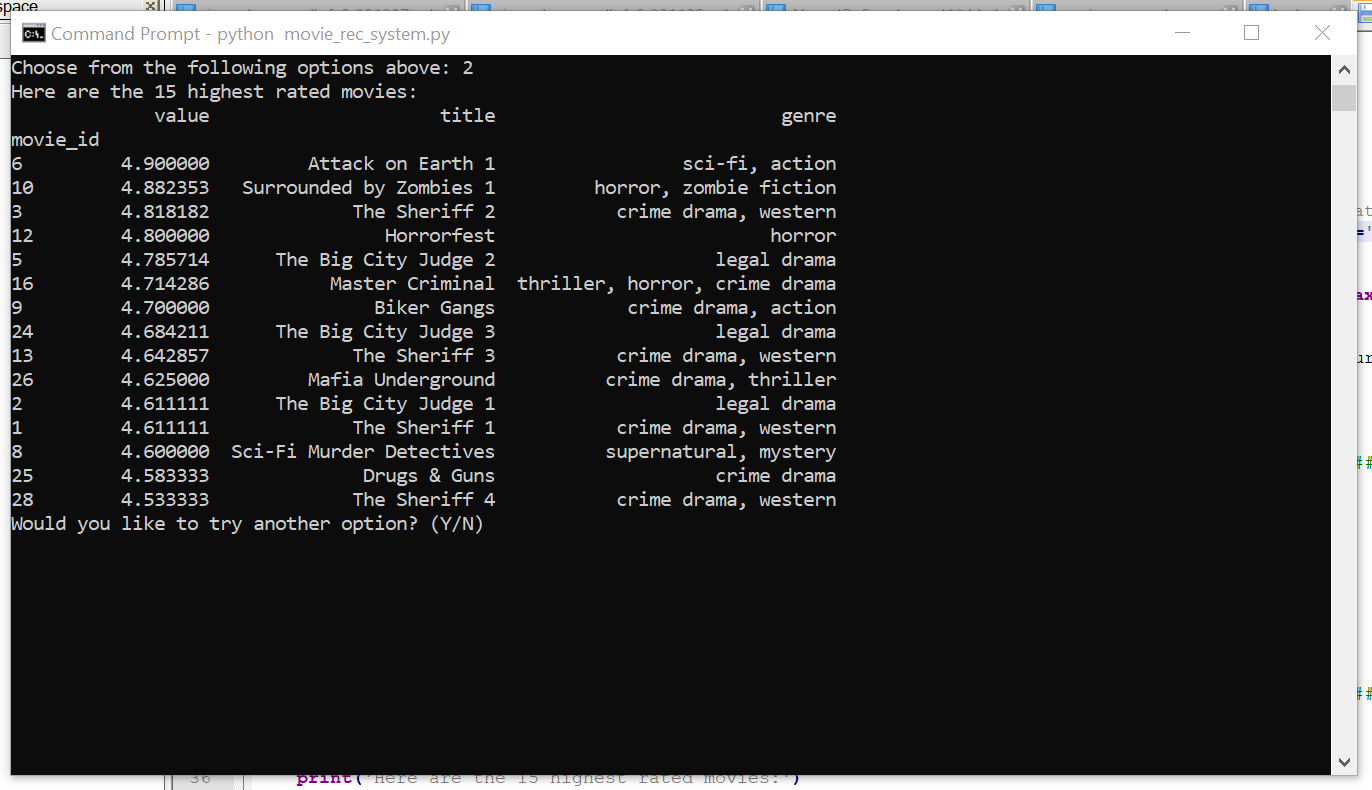 space
Command Prompt - python  movie_rec_system.py
Choose from the following options above: 2
Here are the 15 highest rated movies:
             value                     title                          genre
movie_id
6         4.900000         Attack on Earth 1                 sci-fi, action
10        4.882353   Surrounded by Zombies 1         horror, zombie fiction
3         4.818182             The Sheriff 2           crime drama, western
12        4.800000                Horrorfest                         horror
5         4.785714      The Big City Judge 2                    legal drama
16        4.714286           Master Criminal  thriller, horror, crime drama
9         4.700000               Biker Gangs            crime drama, action
24        4.684211      The Big City Judge 3                    legal drama
13        4.642857             The Sheriff 3           crime drama, western
26        4.625000         Mafia Underground          crime drama, thriller
2         4.611111      The Big City Judge 1                    legal drama
1         4.611111             The Sheriff 1           crime drama, western
8         4.600000  Sci-Fi Murder Detectives          supernatural, mystery
25        4.583333              Drugs & Guns                    crime drama
28        4.533333             The Sheriff 4           crime drama, western
Would you like to try another option? (Y/N)
36 print('Here are the 15 highest rated movies:')